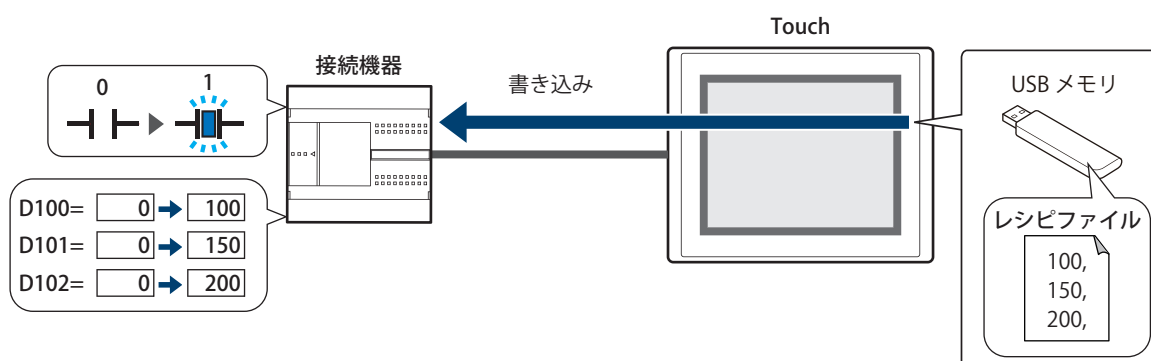 Touch
接続機器
書き込み
USB メモリ
0 1
D100= 0 100
D101= 0 150
D102= 0 200
レシピファイル
100,
150,
200,